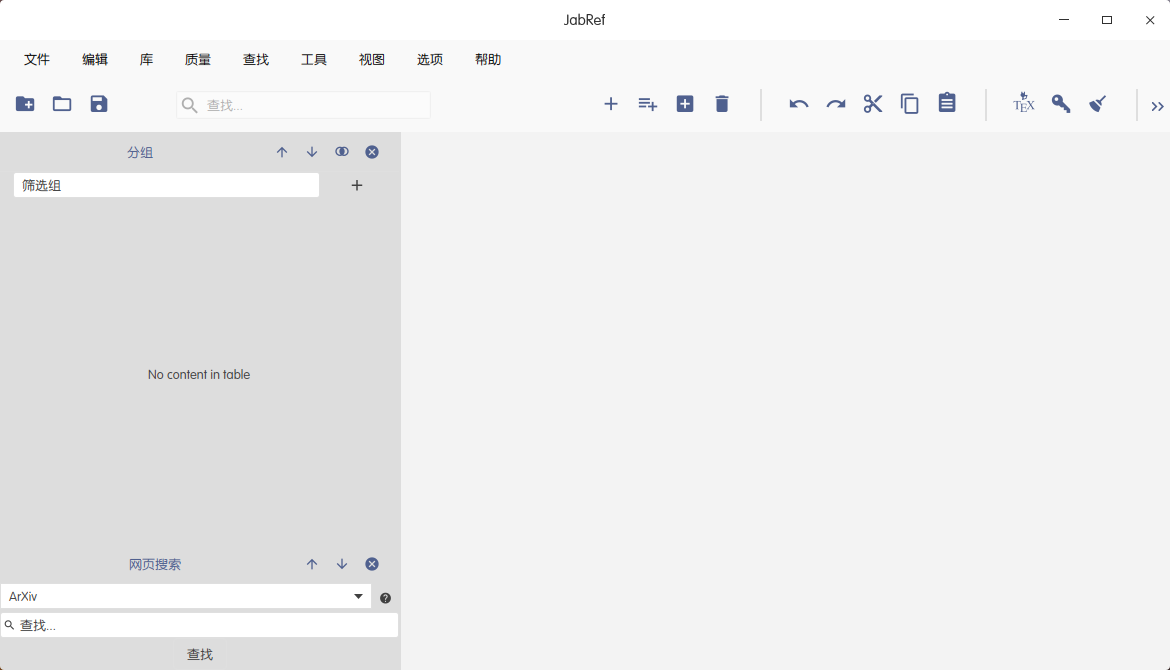 JabRef
文件 编辑 库 质量 查找 工具 视图 选项 帮助
查找...
TEX
分组
筛选组
No content in table
网页搜索
ArXiv
查找...
查找